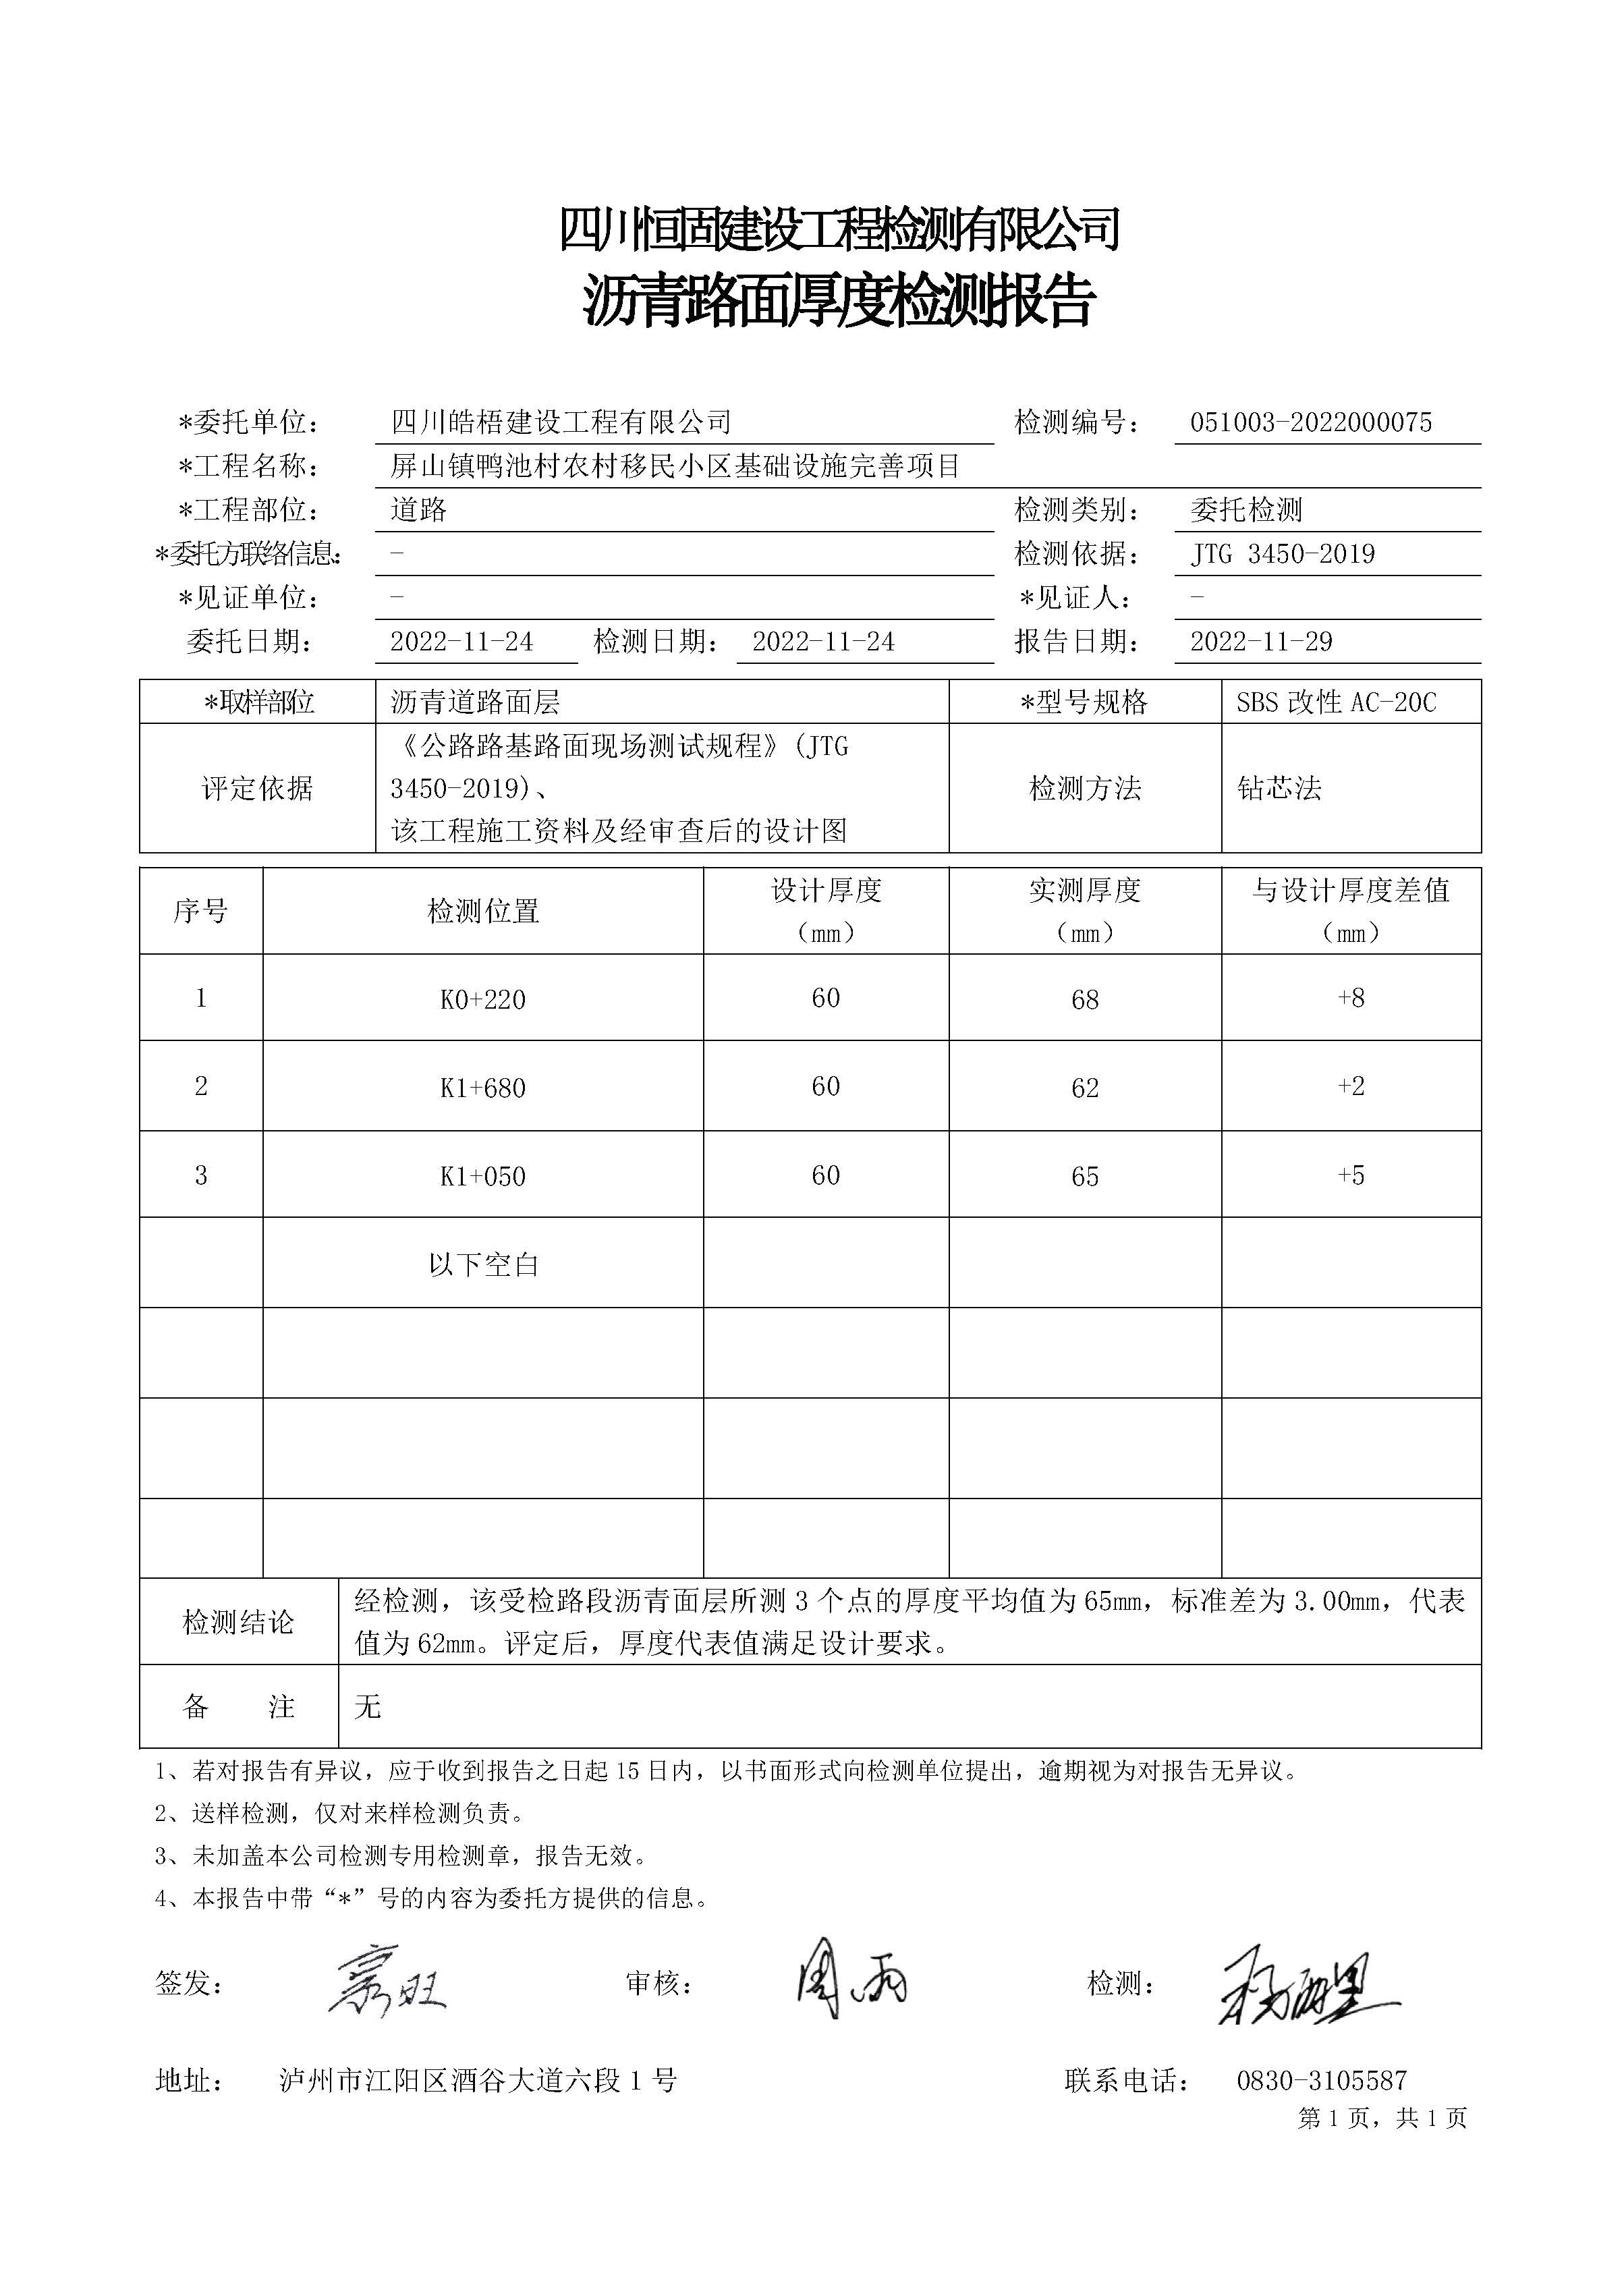 四川恒固建设工程检测有限公司
沥青路面厚度检测报告
*委托单位： 四川皓梧建设工程有限公司 检测编号： 051003-2022000075
*工程名称： 屏山镇鸭池村农村移民小区基础设施完善项目
*工程部位： 道路 检测类别： 委托检测
*委托方联络信息： - 检测依据： JTG 3450-2019
*见证单位： - *见证人： -
委托日期： 2022-11-24 检测日期： 2022-11-24 报告日期： 2022-11-29
*取样部位 沥青道路面层 *型号规格 SBS 改性 AC-20C
《公路路基路面现场测试规程》(JTG
评定依据 3450-2019)、 检测方法 钻芯法
该工程施工资料及经审查后的设计图
序号 检测位置 设计厚度 实测厚度 与设计厚度差值
（mm） （mm） （mm）
1 K0+220 60 68 +8
2 K1+680 60 62 +2
3 K1+050 60 65 +5
以下空白
检测结论 经检测，该受检路段沥青面层所测 3 个点的厚度平均值为 65mm，标准差为 3.00mm，代表
值为 62mm。评定后，厚度代表值满足设计要求。
备 注 无
1、若对报告有异议，应于收到报告之日起 15 日内，以书面形式向检测单位提出，逾期视为对报告无异议。
2、送样检测，仅对来样检测负责。
3、未加盖本公司检测专用检测章，报告无效。
4、本报告中带“*”号的内容为委托方提供的信息。
签发： 审核： 周雨 检测：
地址： 泸州市江阳区酒谷大道六段 1 号 联系电话： 0830-3105587
第 1 页，共 1 页